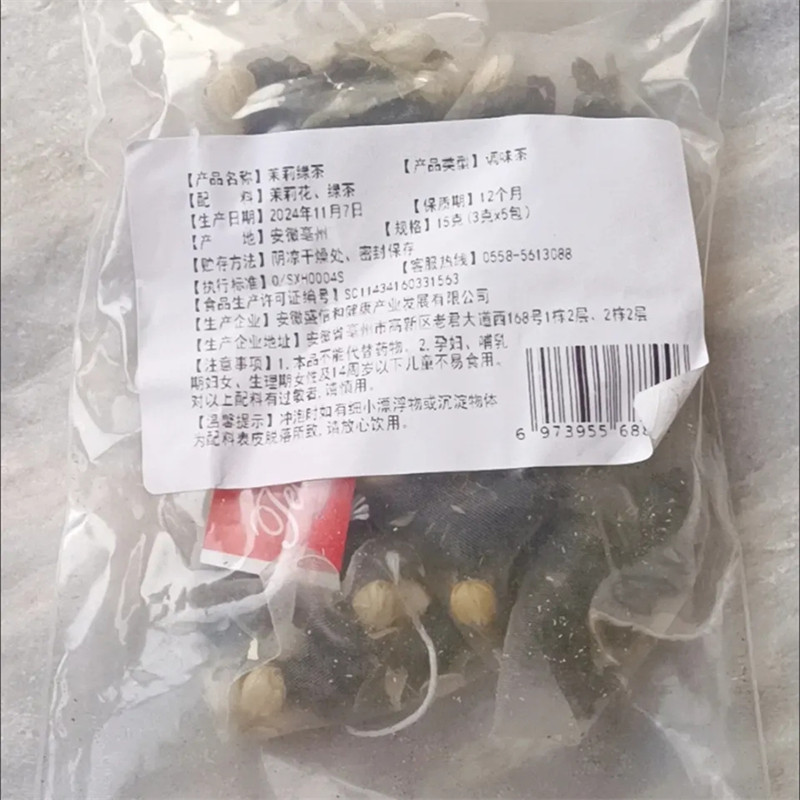 【产品名称】茉莉绿茶 【产品类型】调味茶
【配 料】茉莉花、绿茶
【生产日期】2024年11月7日 【保质期】12个月
【产 地】安徽亳州 【规格】15克(3克x5包)
【贮存方法】阴凉干燥处、密封保存
【执行标准】Q/SXH0004S 【客服热线】0558-5613088
【食品生产许可证编号】SC11434160331563
【生产企业】安徽盛信和健康产业发展有限公司
【生产企业地址】安徽省亳州市高新区老君大道西168号1栋2层、2栋2层
【注意事项】1.本品不能代替药物、2.孕妇、哺乳
期妇女、生理期女性及14周岁以下儿童不易食用。
对以上配料有过敏者,请慎用。
【温馨提示】冲泡时如有细小漂浮物或沉淀物体
为配料表皮脱落所致,请放心饮用。
6 973955 68
Tea